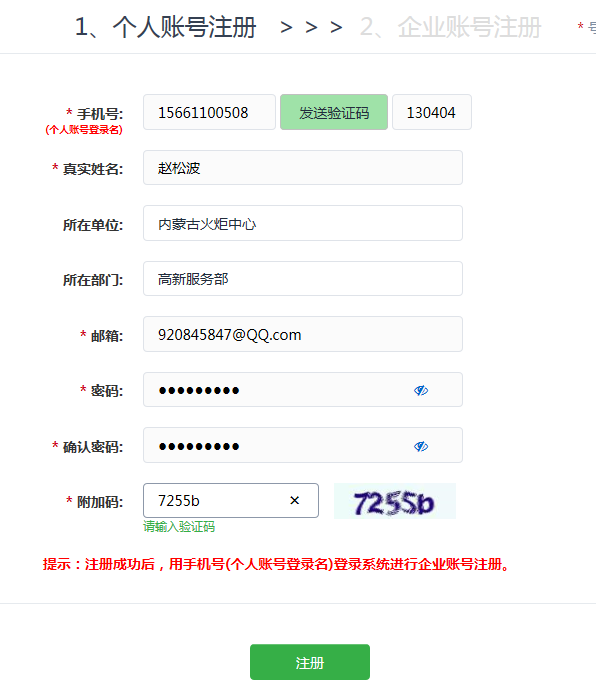 1、个人账号注册 > > > 2、企业账号注册 * 号
* 手机号: 15661100508 发送验证码 130404
(个人账号登录名)
* 真实姓名: 赵松波
所在单位: 内蒙古火炬中心
所在部门: 高新服务部
* 邮箱: 920845847@QQ.com
* 密码: ●●●●●●●●●
* 确认密码: ●●●●●●●●●
* 附加码: 7255b × 7255b
请输入验证码
提示：注册成功后，用手机号(个人账号登录名)登录系统进行企业账号注册。
注册